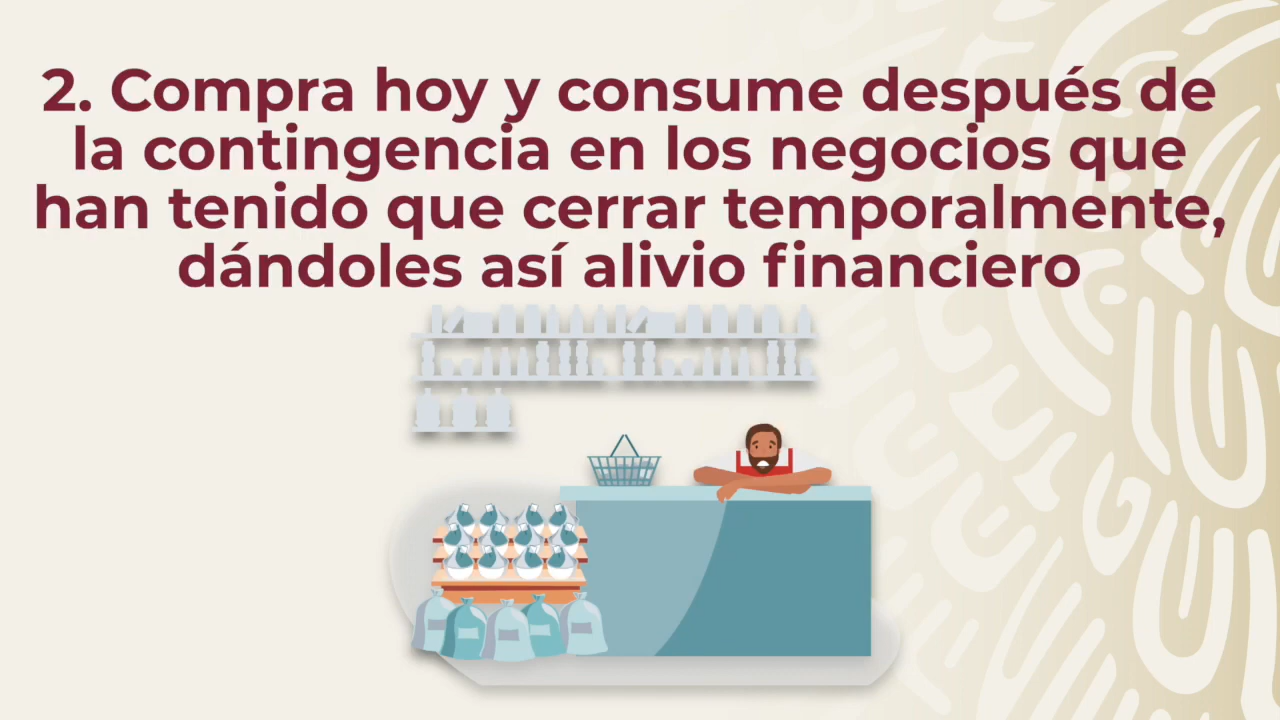 2. Compra hoy y consume después de
la contingencia en los negocios que
han tenido que cerrar temporalmente,
dándoles así alivio financiero